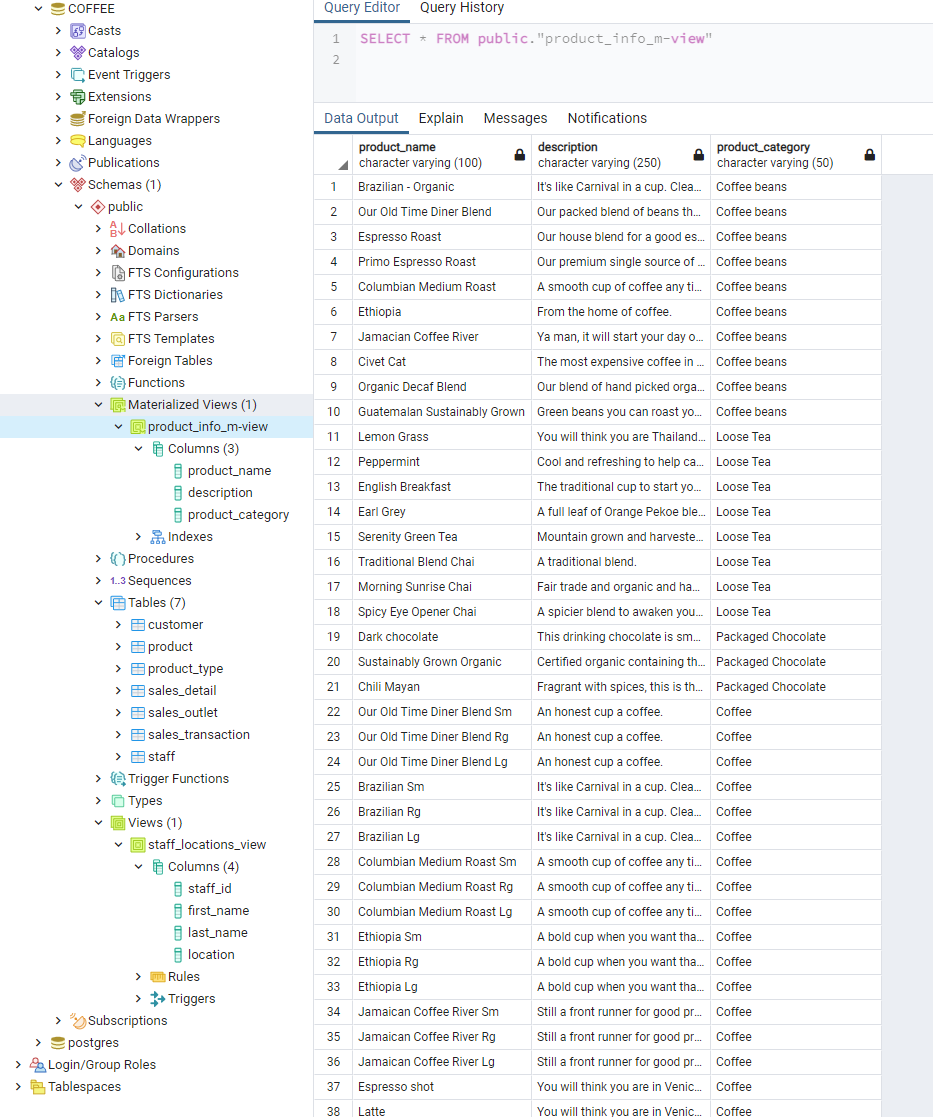 COFFEE
Casts
Catalogs
Event Triggers
Extensions
Foreign Data Wrappers
Languages
Publications
Schemas (1)
public
Collations
Domains
FTS Configurations
FTS Dictionaries
Aa FTS Parsers
FTS Templates
Foreign Tables
Functions
Materialized Views (1)
product_info_m-view
Columns (3)
product_name
description
product_category
Indexes
Procedures
1..3 Sequences
Tables (7)
customer
product
product_type
sales_detail
sales_outlet
sales_transaction
staff
Trigger Functions
Types
Views (1)
staff_locations_view
Columns (4)
staff_id
first_name
last_name
location
Rules
Triggers
Subscriptions
postgres
Login/Group Roles
Tablespaces
Query Editor Query History
1 SELECT * FROM public."product_info_m-view"
2
Data Output Explain Messages Notifications
product_name description product_category
character varying (100) character varying (250) character varying (50)
1 Brazilian - Organic It's like Carnival in a cup. Clea... Coffee beans
2 Our Old Time Diner Blend Our packed blend of beans th... Coffee beans
3 Espresso Roast Our house blend for a good es... Coffee beans
4 Primo Espresso Roast Our premium single source of ... Coffee beans
5 Columbian Medium Roast A smooth cup of coffee any ti... Coffee beans
6 Ethiopia From the home of coffee. Coffee beans
7 Jamacian Coffee River Ya man, it will start your day o... Coffee beans
8 Civet Cat The most expensive coffee in ... Coffee beans
9 Organic Decaf Blend Our blend of hand picked orga... Coffee beans
10 Guatemalan Sustainably Grown Green beans you can roast yo... Coffee beans
11 Lemon Grass You will think you are Thailand... Loose Tea
12 Peppermint Cool and refreshing to help ca... Loose Tea
13 English Breakfast The traditional cup to start yo... Loose Tea
14 Earl Grey A full leaf of Orange Pekoe ble... Loose Tea
15 Serenity Green Tea Mountain grown and harveste... Loose Tea
16 Traditional Blend Chai A traditional blend. Loose Tea
17 Morning Sunrise Chai Fair trade and organic and ha... Loose Tea
18 Spicy Eye Opener Chai A spicier blend to awaken you... Loose Tea
19 Dark chocolate This drinking chocolate is sm... Packaged Chocolate
20 Sustainably Grown Organic Certified organic containing th... Packaged Chocolate
21 Chili Mayan Fragrant with spices, this is th... Packaged Chocolate
22 Our Old Time Diner Blend Sm An honest cup a coffee. Coffee
23 Our Old Time Diner Blend Rg An honest cup a coffee. Coffee
24 Our Old Time Diner Blend Lg An honest cup a coffee. Coffee
25 Brazilian Sm It's like Carnival in a cup. Clea... Coffee
26 Brazilian Rg It's like Carnival in a cup. Clea... Coffee
27 Brazilian Lg It's like Carnival in a cup. Clea... Coffee
28 Columbian Medium Roast Sm A smooth cup of coffee any ti... Coffee
29 Columbian Medium Roast Rg A smooth cup of coffee any ti... Coffee
30 Columbian Medium Roast Lg A smooth cup of coffee any ti... Coffee
31 Ethiopia Sm A bold cup when you want tha... Coffee
32 Ethiopia Rg A bold cup when you want tha... Coffee
33 Ethiopia Lg A bold cup when you want tha... Coffee
34 Jamaican Coffee River Sm Still a front runner for good pr... Coffee
35 Jamaican Coffee River Rg Still a front runner for good pr... Coffee
36 Jamaican Coffee River Lg Still a front runner for good pr... Coffee
37 Espresso shot You will think you are in Venic... Coffee
38 Latte You will think you are in Venic... Coffee